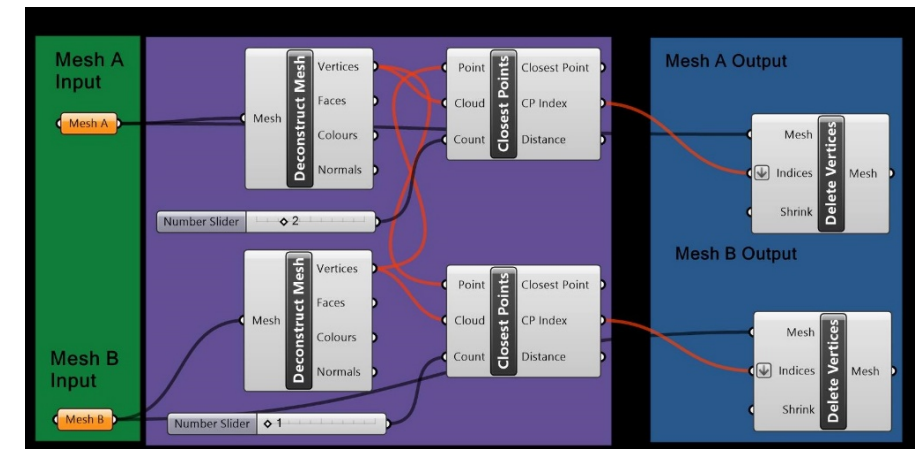 Mesh A
Input
Mesh A
Mesh
Deconstruct Mesh
Vertices
Faces
Colours
Normals
Number Slider 2
Point
Cloud
Count
Closest Points
Closest Point
CP Index
Distance
Mesh A Output
Mesh
Indices
Shrink
Delete Vertices
Mesh
Mesh B
Input
Mesh B
Mesh
Deconstruct Mesh
Vertices
Faces
Colours
Normals
Number Slider 1
Point
Cloud
Count
Closest Points
Closest Point
CP Index
Distance
Mesh B Output
Mesh
Indices
Shrink
Delete Vertices
Mesh